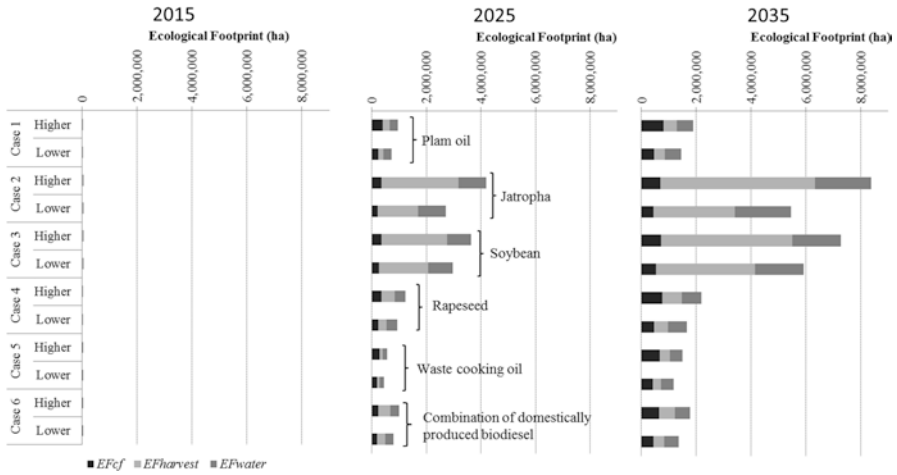 2015
Ecological Footprint (ha)
0
2,000,000
4,000,000
6,000,000
8,000,000
2025
Ecological Footprint (ha)
0
2,000,000
4,000,000
6,000,000
8,000,000
2035
Ecological Footprint (ha)
0
2,000,000
4,000,000
6,000,000
8,000,000
Case 1
Higher
Lower
Plam oil
Case 2
Higher
Lower
Jatropha
Case 3
Higher
Lower
Soybean
Case 4
Higher
Lower
Rapeseed
Case 5
Higher
Lower
Waste cooking oil
Case 6
Higher
Lower
Combination of domestically
produced biodiesel
EFcf EFharvest EFwater